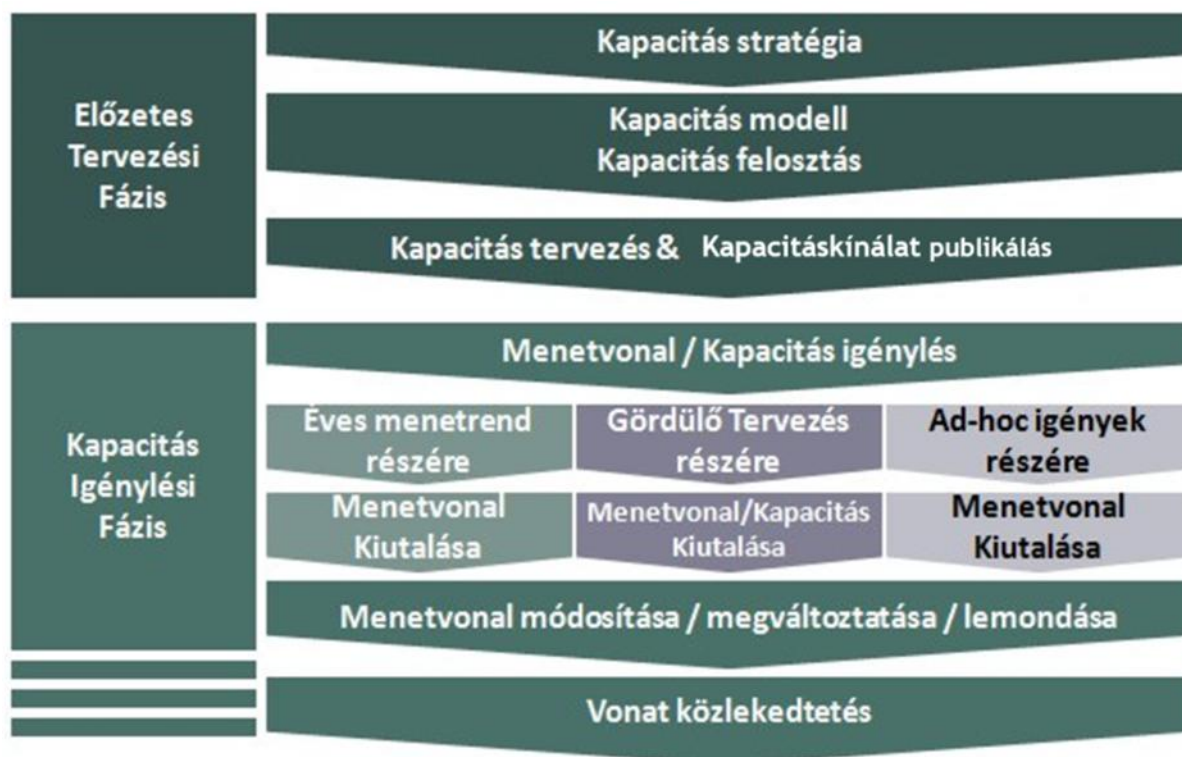 Előzetes
Tervezési
Fázis
Kapacitás stratégia
Kapacitás modell
Kapacitás felosztás
Kapacitás tervezés & Kapacitáskínálat publikálás
Kapacitás
Igénylési
Fázis
Menetvonal / Kapacitás igénylés
Éves menetrend
részére
Gördülő Tervezés
részére
Ad-hoc igények
részére
Menetvonal
Kiutalása
Menetvonal/Kapacitás
Kiutalása
Menetvonal
Kiutalása
Menetvonal módosítása / megváltoztatása / lemondása
Vonat közlekedtetés